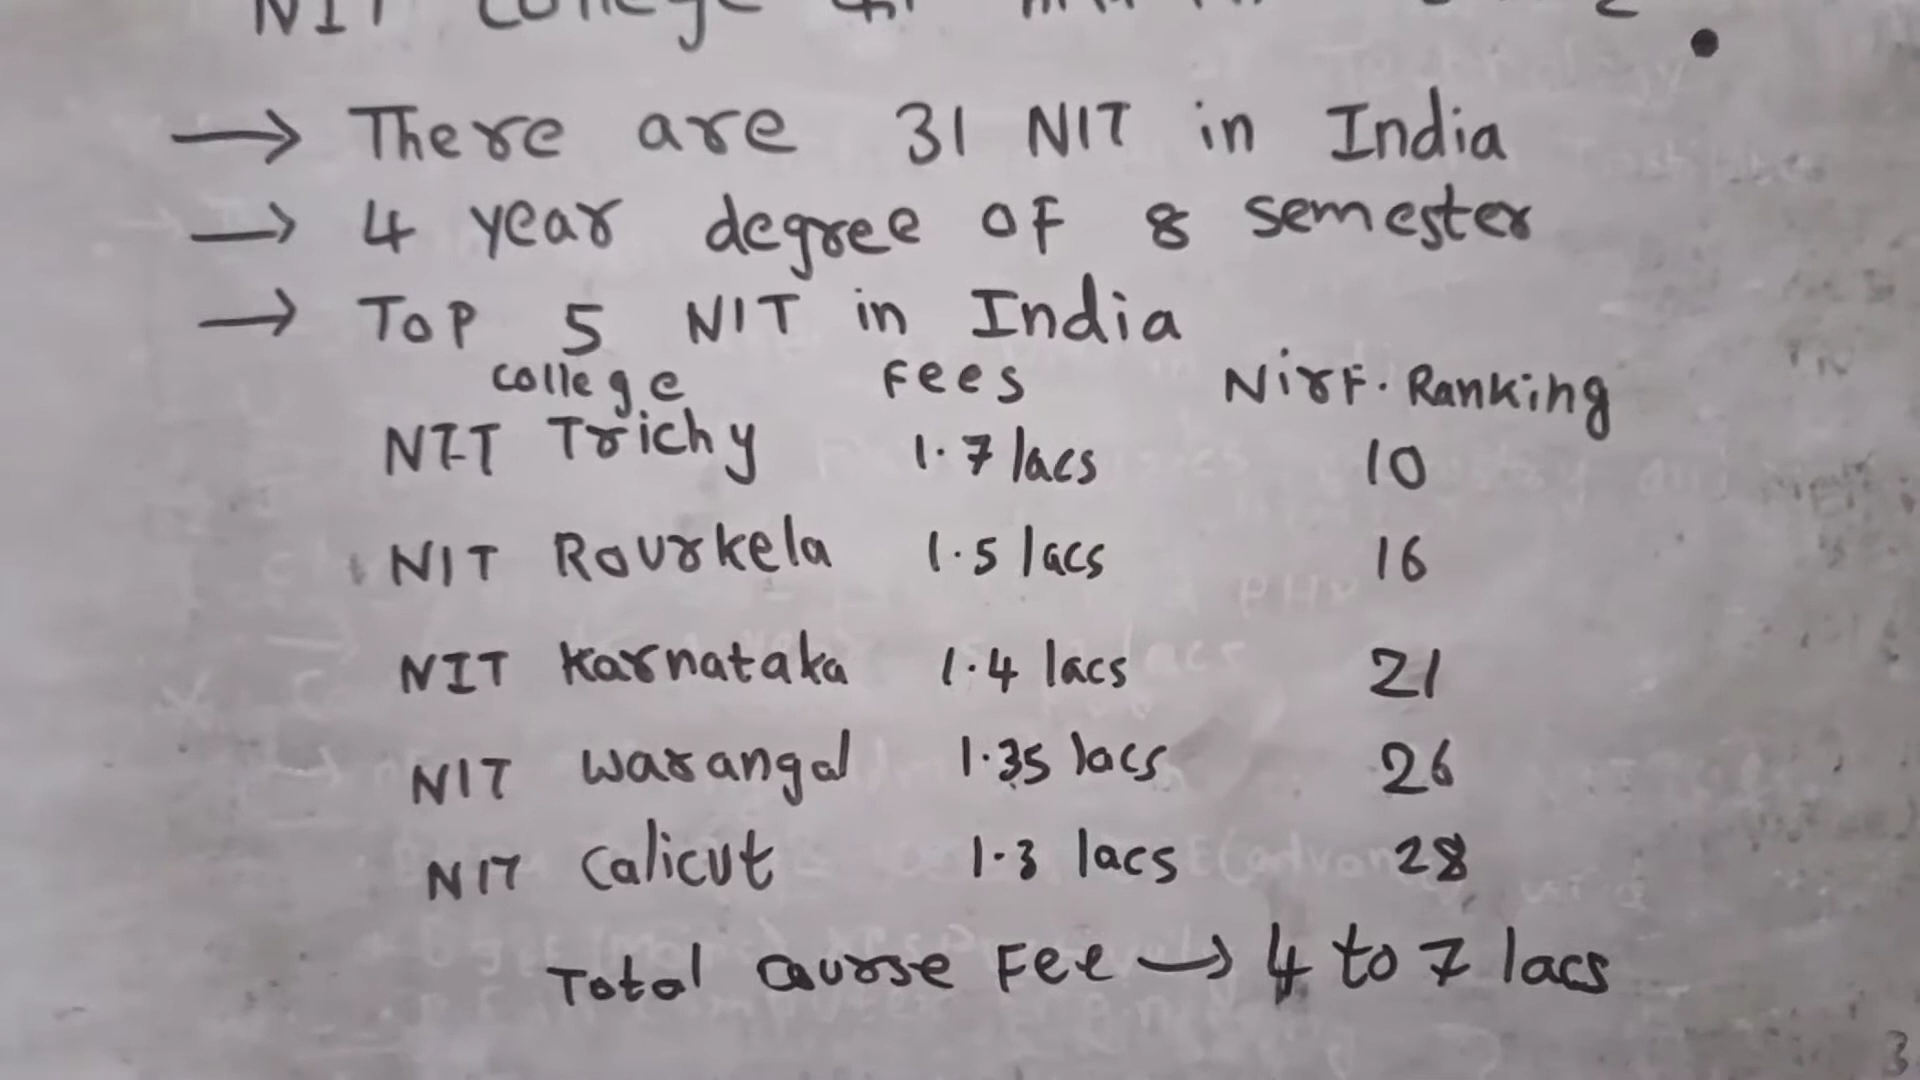 NIT College
→ There are 31 NIT in India
→ 4 year degree OF 8 semester
→ Top 5 NIT in India
college Fees Nirf. Ranking
NIT Trichy 1.7 lacs 10
NIT Rourkela 1.5 lacs 16
NIT Karnataka 1.4 lacs 21
NIT Warangal 1.35 lacs 26
NIT Calicut 1.3 lacs 28
Total Course Fee → 4 to 7 lacs
3